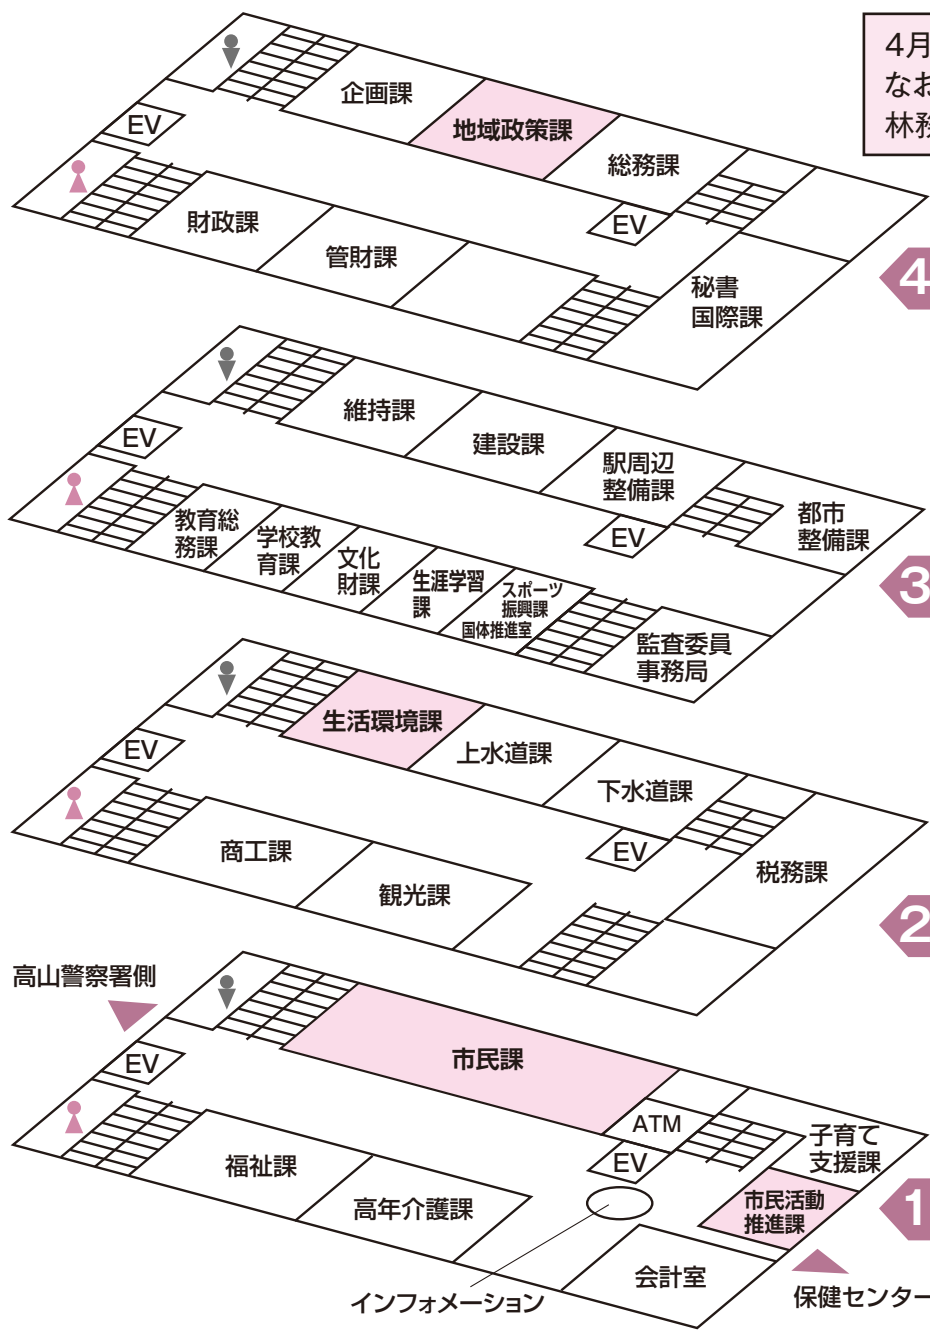 4月
なお
林務
企画課
地域政策課
総務課
EV
EV
財政課
管財課
秘書
国際課
4
維持課
建設課
駅周辺
整備課
都市
整備課
EV
EV
教育総
務課
学校教
育課
文化
財課
生涯学習
課
スポーツ
振興課
国体推進室
監査委員
事務局
3
生活環境課
上水道課
下水道課
EV
EV
税務課
商工課
観光課
2
高山警察署側
市民課
EV
ATM
EV
子育て
支援課
福祉課
高年介護課
市民活動
推進課
1
会計室
インフォメーション
保健センター